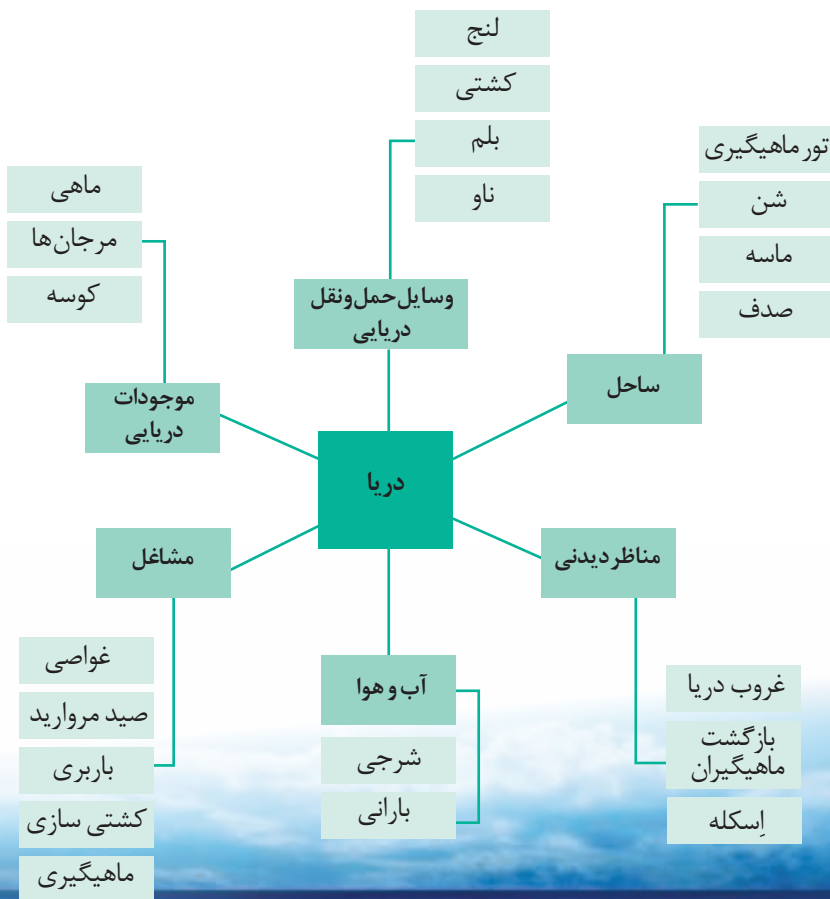 لنج
کشتی
بلم
ناو
وسایل حمل‌ونقل
دریایی
تور ماهیگیری
شن
ماسه
صدف
ساحل
ماهی
مرجان‌ها
کوسه
موجودات
دریایی
دریا
مناظر دیدنی
غروب دریا
بازگشت
ماهیگیران
اِسکله
آب و هوا
شرجی
بارانی
مشاغل
غواصی
صید مروارید
باربری
کشتی سازی
ماهیگیری